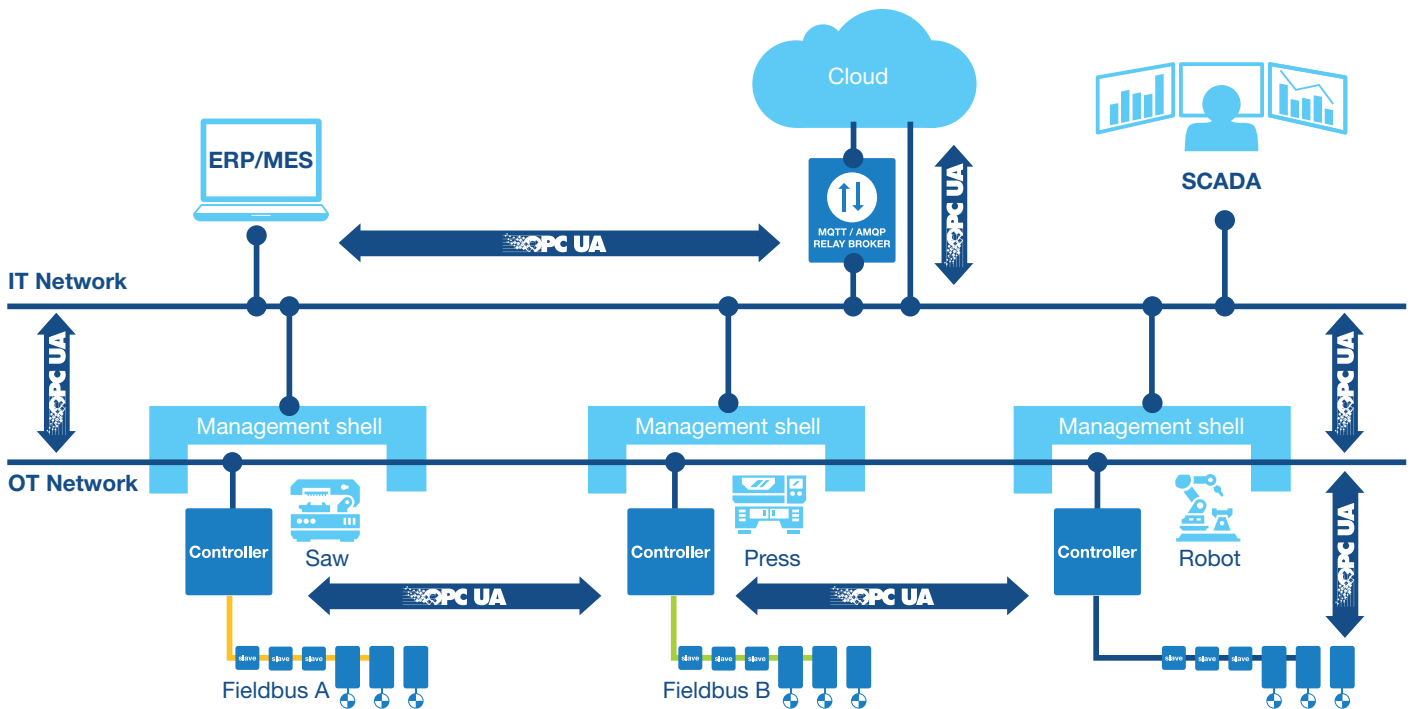 Cloud
ERP/MES
SCADA
OPC UA
MQTT / AMQP
RELAY BROKER
OPC UA
IT Network
OPC UA
OPC UA
Management shell
Management shell
Management shell
OT Network
Controller
Saw
Controller
Press
Controller
Robot
OPC UA
OPC UA
OPC UA
slave
slave
slave
slave
slave
slave
slave
slave
slave
Fieldbus A
Fieldbus B